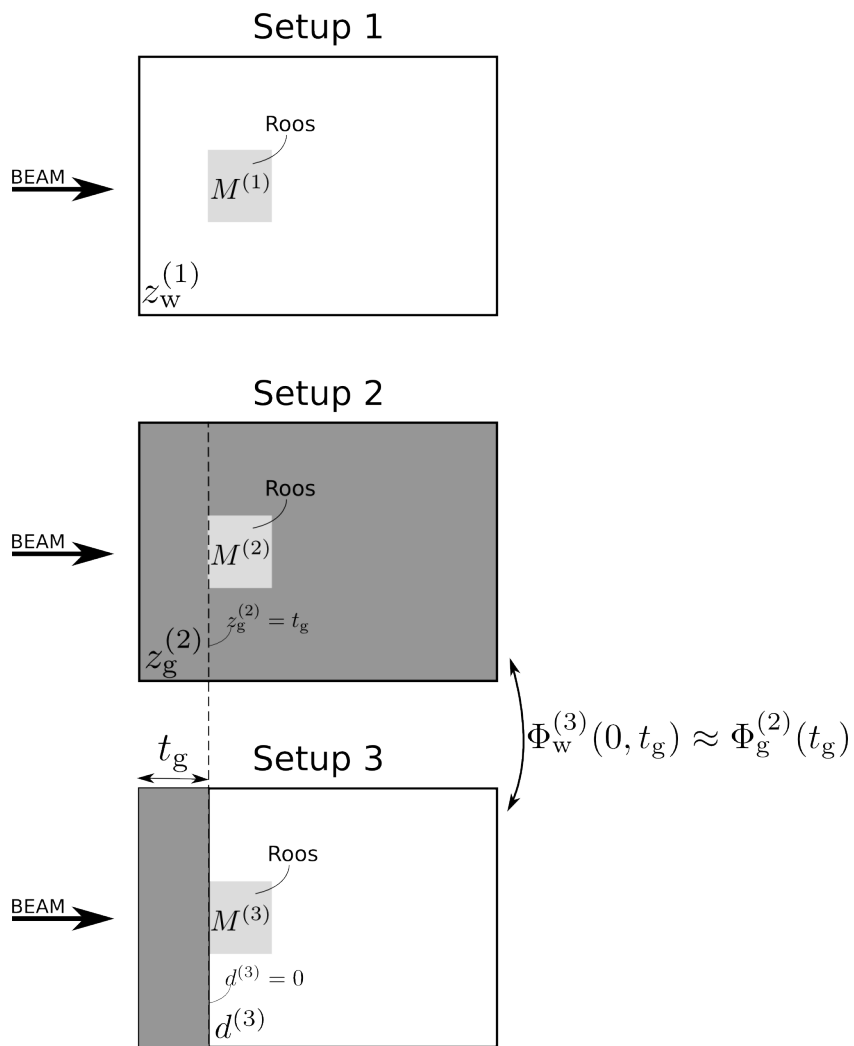 Setup 1
Roos
BEAM
M^{(1)}
z_w^{(1)}
Setup 2
Roos
BEAM
M^{(2)}
z_g^{(2)} = t_g
z_g^{(2)}
Φ_w^{(3)}(0, t_g) ≈ Φ_g^{(2)}(t_g)
t_g
Setup 3
Roos
BEAM
M^{(3)}
d^{(3)} = 0
d^{(3)}